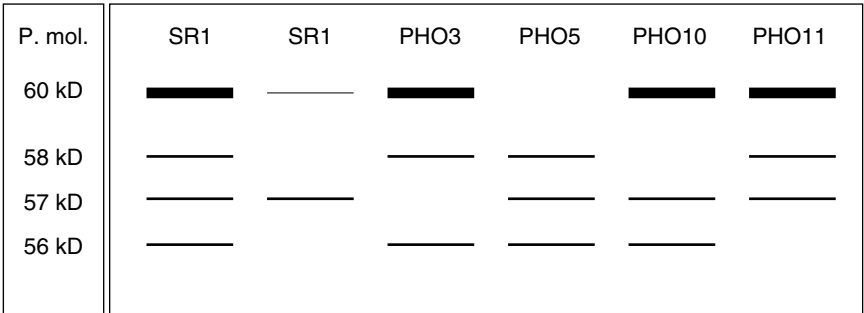 P. mol. SR1 SR1 PHO3 PHO5 PHO10 PHO11
60 kD
58 kD
57 kD
56 kD